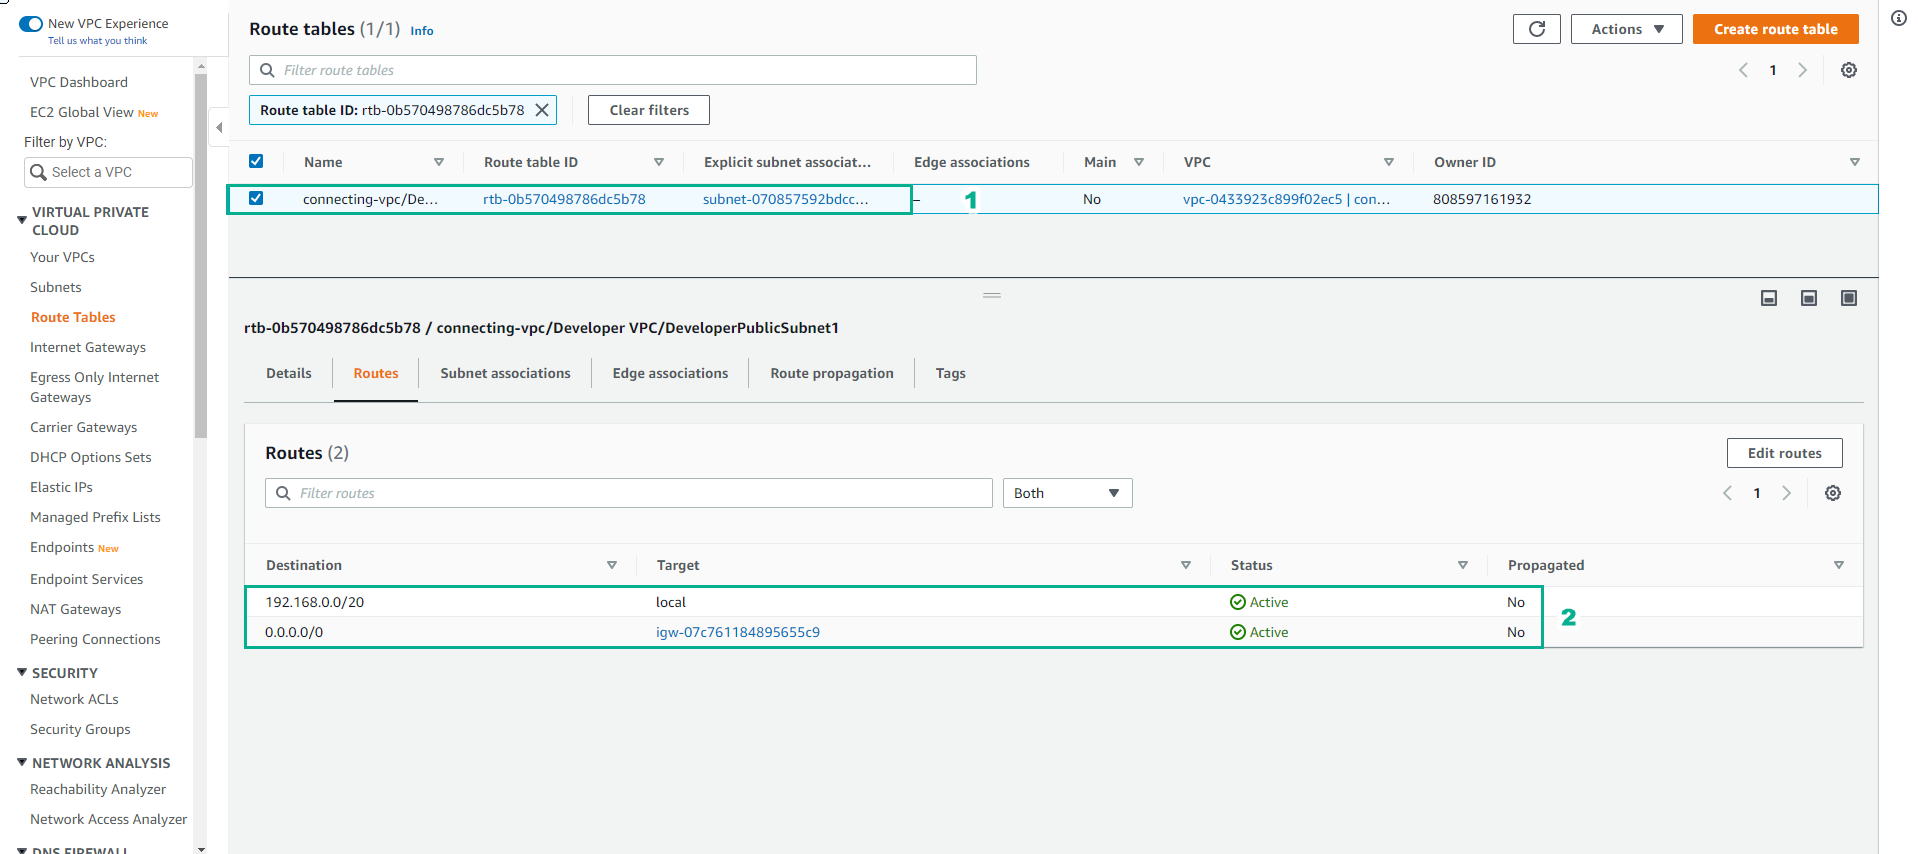 New VPC Experience
Tell us what you think
VPC Dashboard
EC2 Global View New
Filter by VPC:
Select a VPC
VIRTUAL PRIVATE
CLOUD
Your VPCs
Subnets
Route Tables
Internet Gateways
Egress Only Internet
Gateways
Carrier Gateways
DHCP Options Sets
Elastic IPs
Managed Prefix Lists
Endpoints New
Endpoint Services
NAT Gateways
Peering Connections
SECURITY
Network ACLs
Security Groups
NETWORK ANALYSIS
Reachability Analyzer
Network Access Analyzer
DNS FIREWALL
Route tables (1/1) Info
Actions
Create route table
Filter route tables
1
Route table ID: rtb-0b570498786dc5b78
Clear filters
Name Route table ID Explicit subnet associat... Edge associations Main VPC Owner ID
connecting-vpc/De... rtb-0b570498786dc5b78 subnet-070857592bdcc... – 1 No vpc-0433923c899f02ec5 | con... 808597161932
rtb-0b570498786dc5b78 / connecting-vpc/Developer VPC/DeveloperPublicSubnet1
Details Routes Subnet associations Edge associations Route propagation Tags
Routes (2)
Edit routes
Filter routes
Both
1
Destination Target Status Propagated
192.168.0.0/20 local Active No
0.0.0.0/0 igw-07c761184895655c9 Active No
2